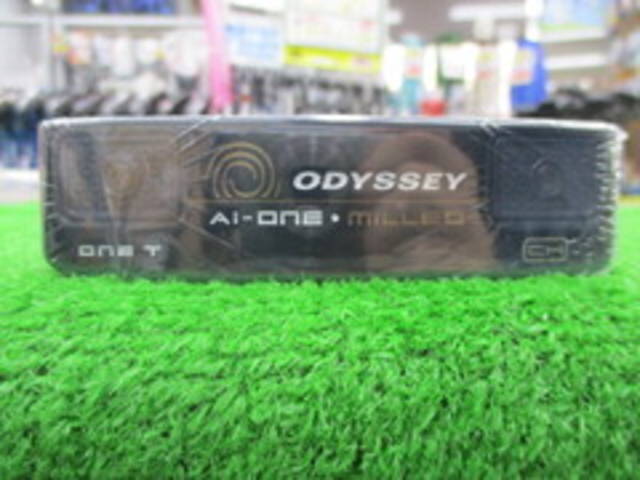 ODYSSEY
Ai-ONE • MILLED
ONE T
CH